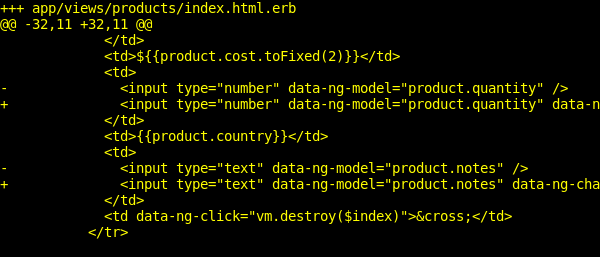 +++ app/views/products/index.html.erb
@@ -32,11 +32,11 @@
             </td>
             <td>${{product.cost.toFixed(2)}}</td>
             <td>
-              <input type="number" data-ng-model="product.quantity" />
+              <input type="number" data-ng-model="product.quantity" data-n
             </td>
             <td>{{product.country}}</td>
             <td>
-              <input type="text" data-ng-model="product.notes" />
+              <input type="text" data-ng-model="product.notes" data-ng-cha
             </td>
             <td data-ng-click="vm.destroy($index)">&cross;</td>
           </tr>